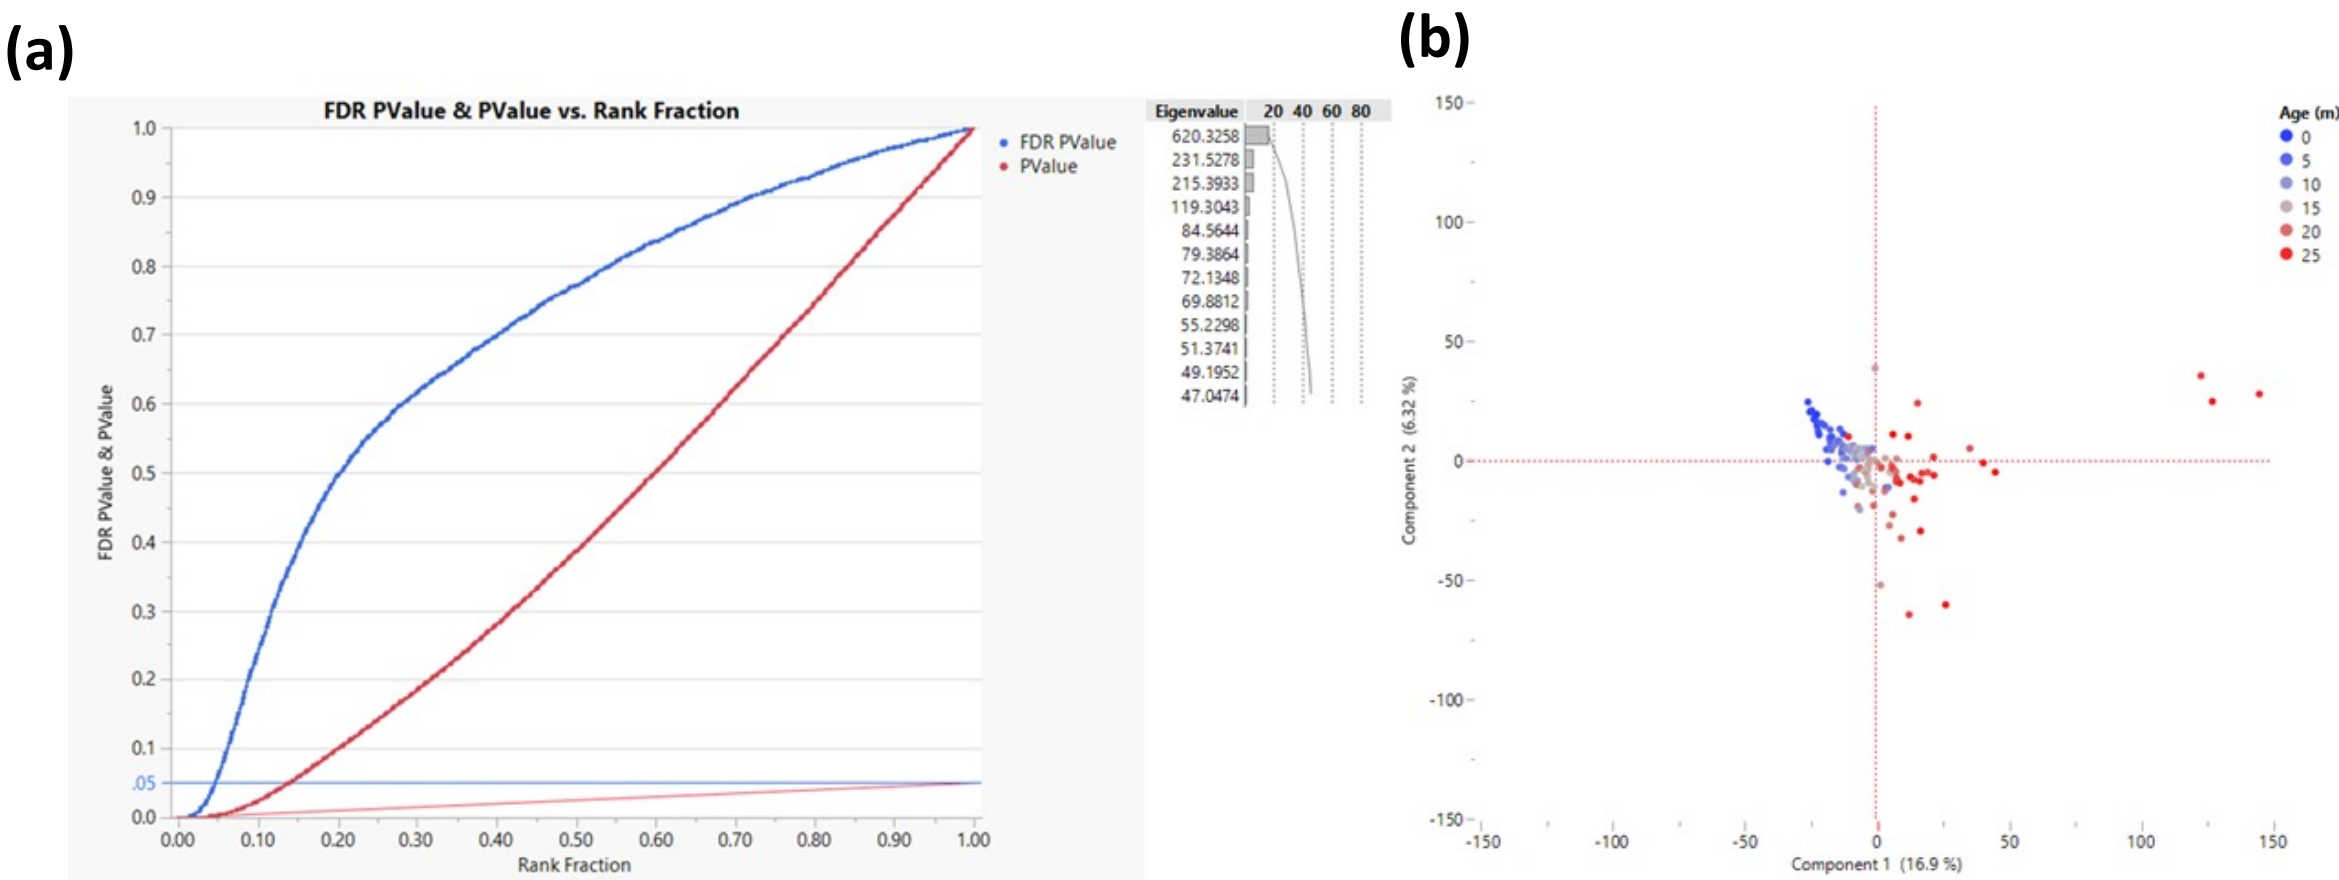 (a)
FDR PValue & PValue vs. Rank Fraction
FDR PValue & PValue
1.0
0.9
0.8
0.7
0.6
0.5
0.4
0.3
0.2
0.1
.05
0.0
0.00 0.10 0.20 0.30 0.40 0.50 0.60 0.70 0.80 0.90 1.00
Rank Fraction
FDR PValue
PValue
Eigenvalue 20 40 60 80
620.3258
231.5278
215.3933
119.3043
84.5644
79.3864
72.1348
69.8812
55.2298
51.3741
49.1952
47.0474
(b)
Component 2 (6.32 %)
150
100
50
0
-50
-100
-150
-150 -100 -50 0 50 100 150
Component 1 (16.9 %)
Age (m)
0
5
10
15
20
25